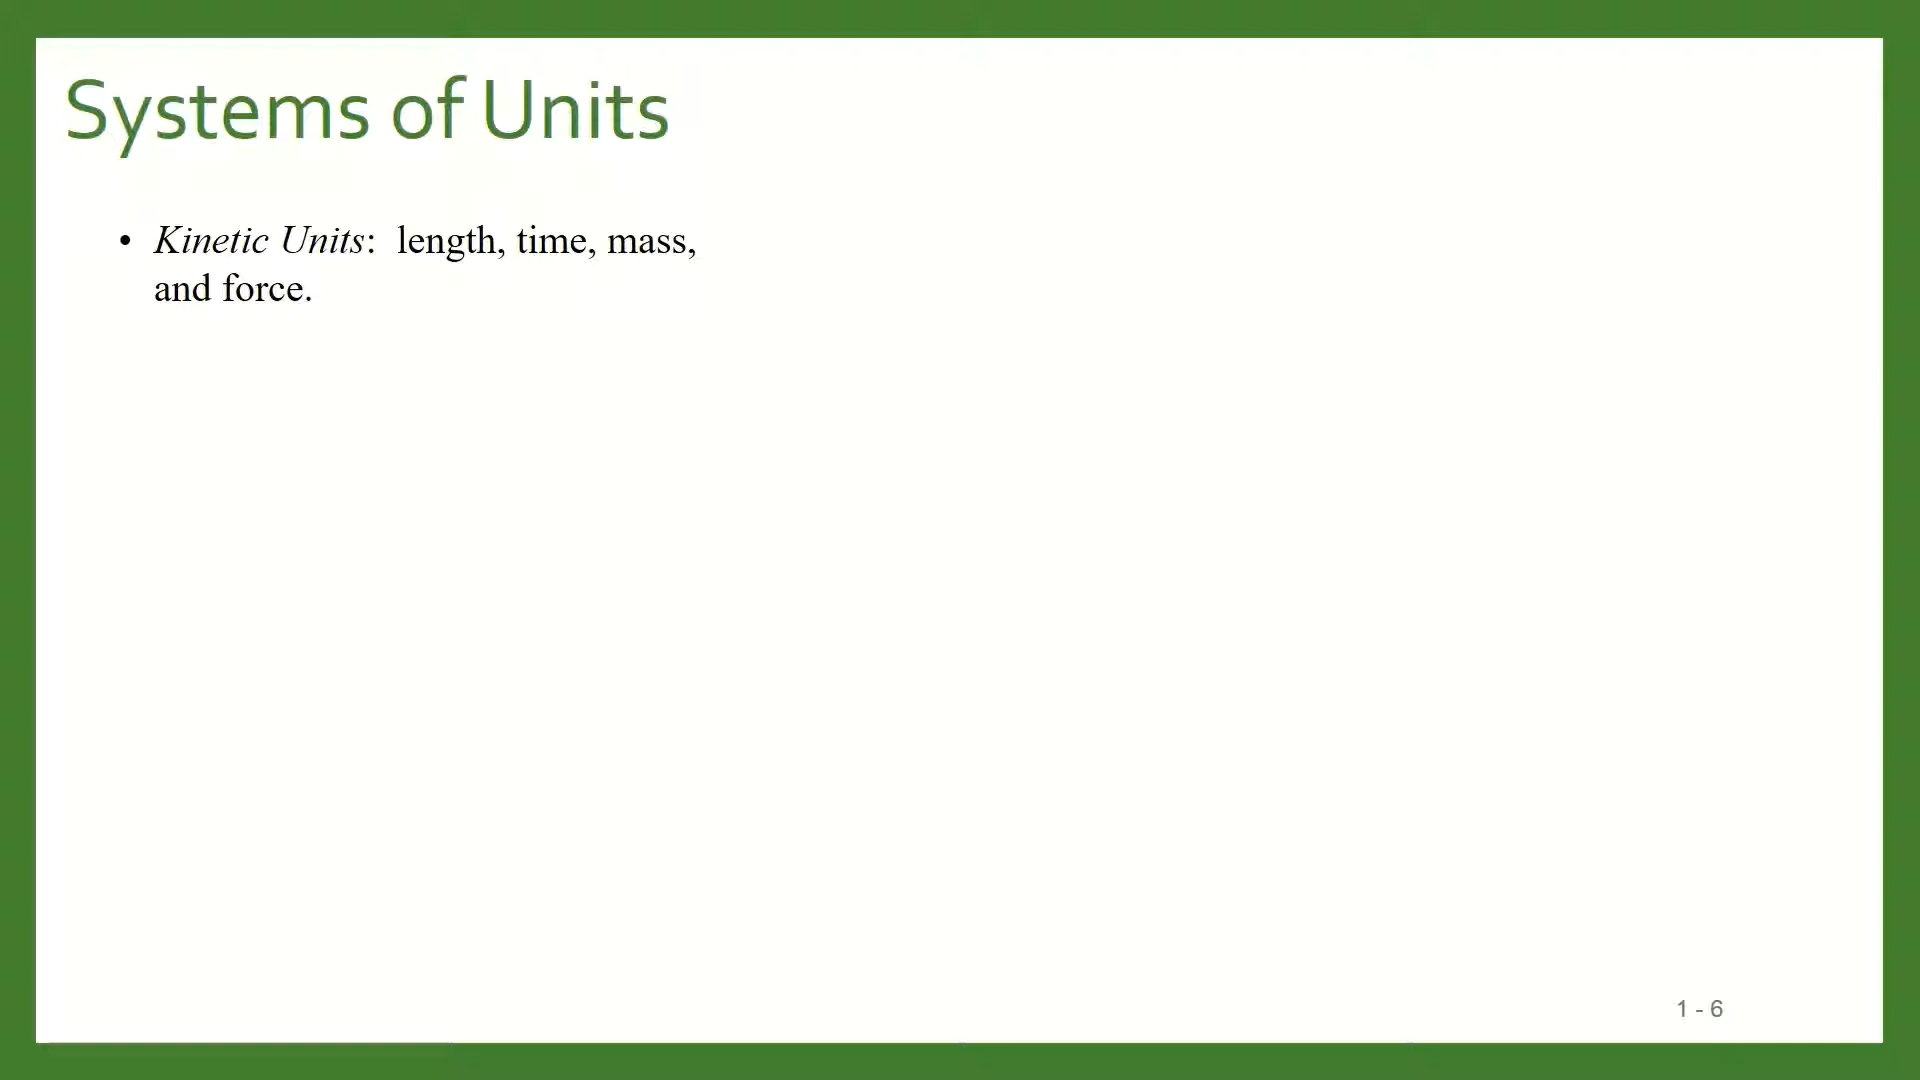 Systems of Units
• Kinetic Units:  length, time, mass,
and force.
1 - 6